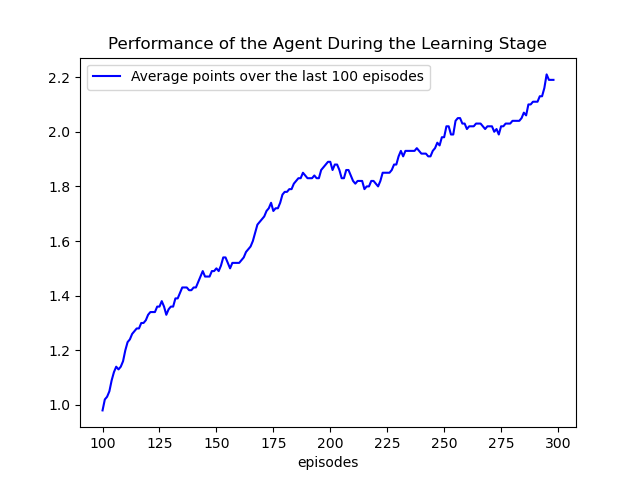 Performance of the Agent During the Learning Stage
Average points over the last 100 episodes
2.2
2.0
1.8
1.6
1.4
1.2
1.0
100 125 150 175 200 225 250 275 300
episodes